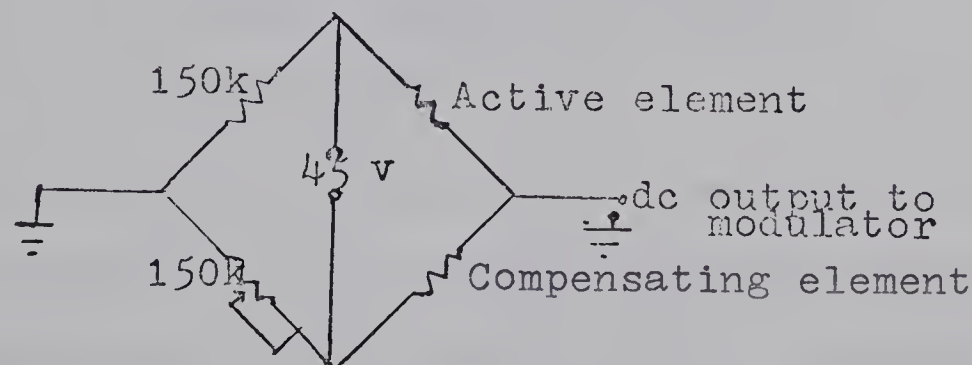 150k
Active element
45 v
dc output to
modulator
150k
Compensating element